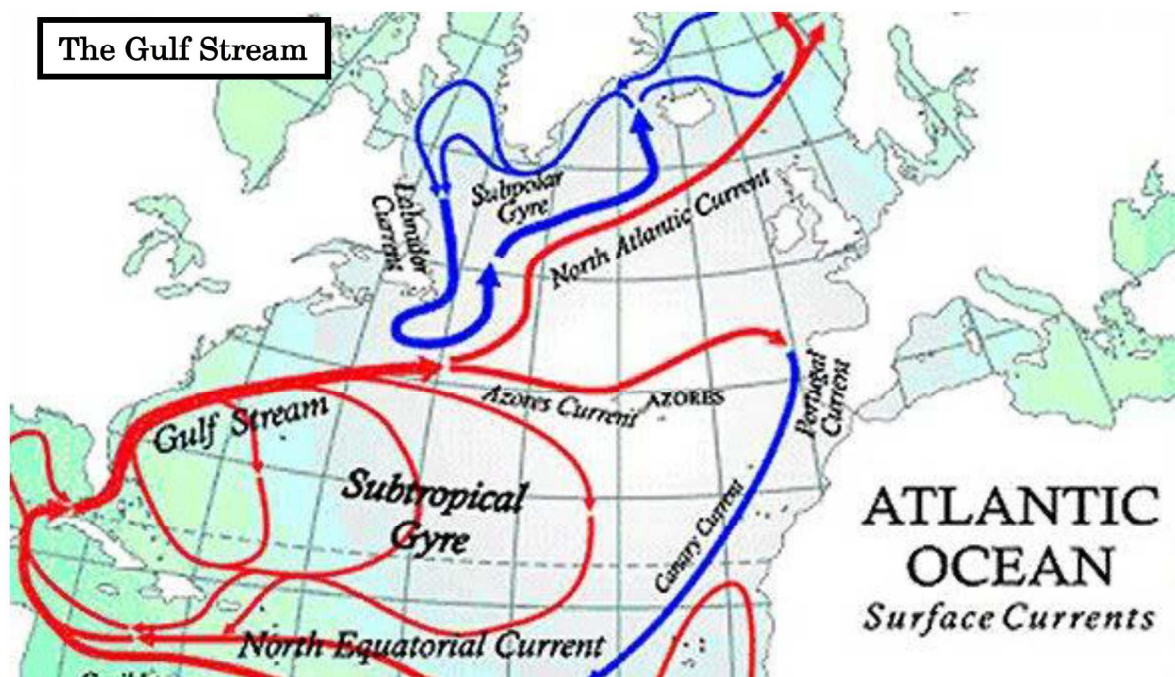 The Gulf Stream
Labrador
Current
Subpolar
Gyre
North Atlantic Current
Gulf Stream
Azores Current
AZORES
Portugal
Current
Subtropical
Gyre
Canary Current
North Equatorial Current
ATLANTIC
OCEAN
Surface Currents